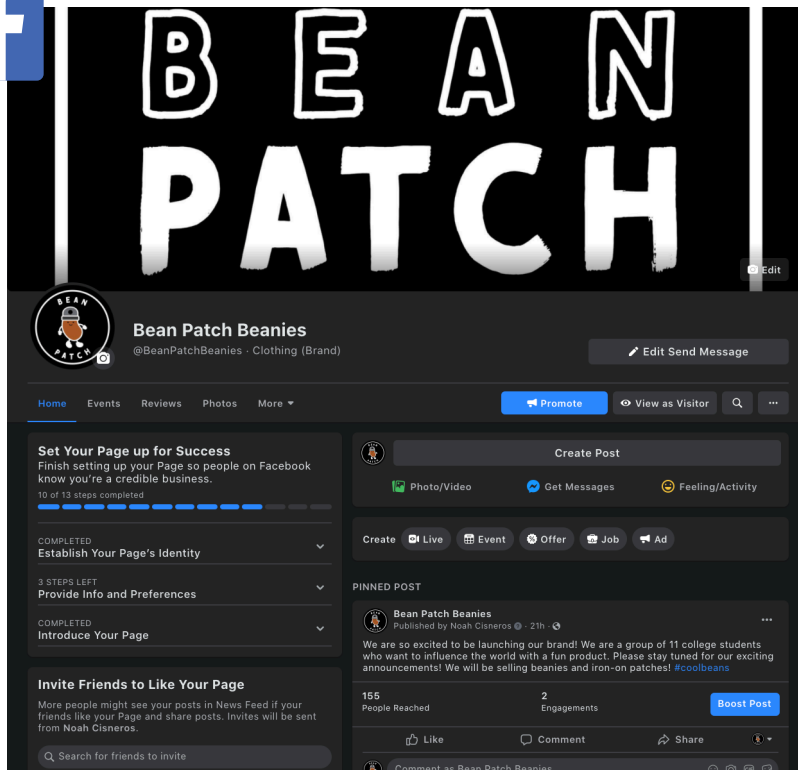 BEAN
PATCH
Edit
BEAN
PATCH
Bean Patch Beanies
@BeanPatchBeanies · Clothing (Brand)
Edit Send Message
Home Events Reviews Photos More
Promote View as Visitor ...
Set Your Page up for Success
Finish setting up your Page so people on Facebook
know you're a credible business.
10 of 13 steps completed
COMPLETED
Establish Your Page's Identity
3 STEPS LEFT
Provide Info and Preferences
COMPLETED
Introduce Your Page
Invite Friends to Like Your Page
More people might see your posts in News Feed if your
friends like your Page and share posts. Invites will be sent
from Noah Cisneros.
Search for friends to invite
Create Post
Photo/Video Get Messages Feeling/Activity
Create Live Event Offer Job Ad
PINNED POST
Bean Patch Beanies
Published by Noah Cisneros · 21h ·
We are so excited to be launching our brand! We are a group of 11 college students
who want to influence the world with a fun product. Please stay tuned for our exciting
announcements! We will be selling beanies and iron-on patches! #coolbeans
155 2
People Reached Engagements
Boost Post
Like Comment Share
Comment as Bean Patch Beanies